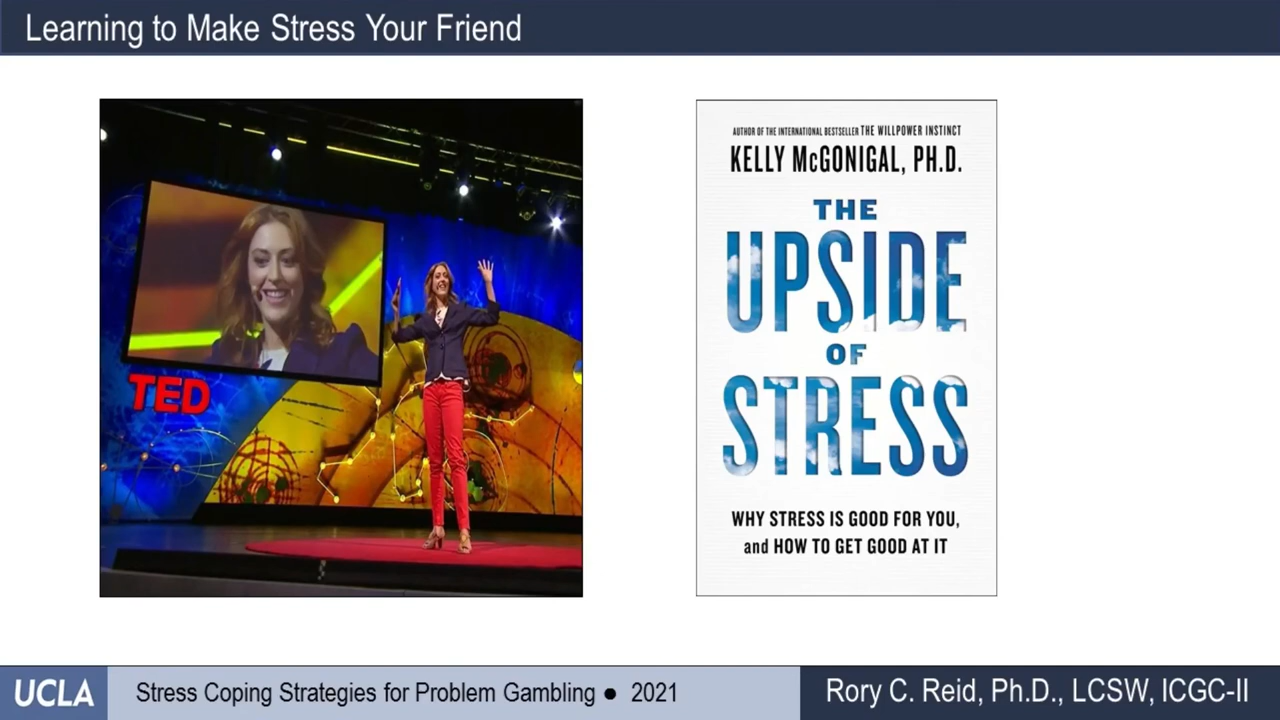 Learning to Make Stress Your Friend
TED
AUTHOR OF THE INTERNATIONAL BESTSELLER THE WILLPOWER INSTINCT
KELLY McGONIGAL, PH.D.
THE
UPSIDE
OF
STRESS
WHY STRESS IS GOOD FOR YOU,
and HOW TO GET GOOD AT IT
UCLA
Stress Coping Strategies for Problem Gambling ● 2021
Rory C. Reid, Ph.D., LCSW, ICGC-II